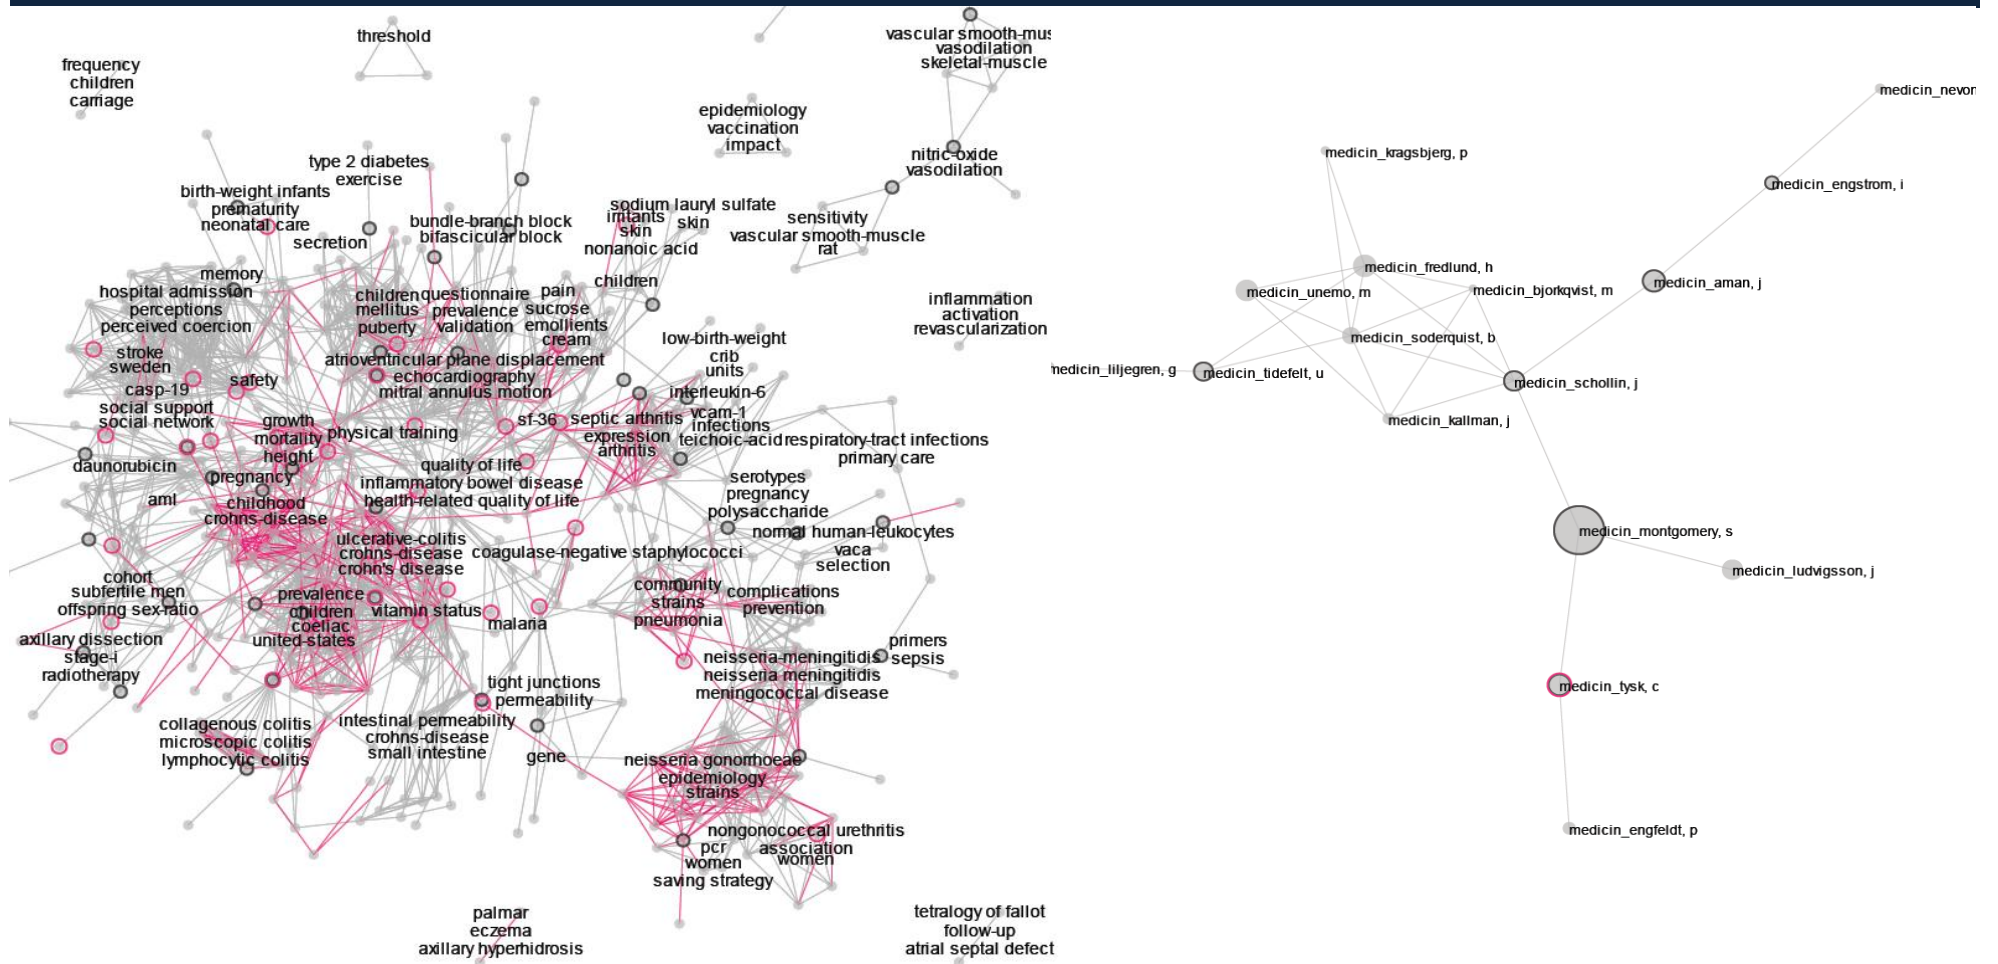 threshold
frequency
children
carriage
vascular smooth-mus
vasodilation
skeletal-muscle
epidemiology
vaccination
impact
nitric-oxide
vasodilation
type 2 diabetes
exercise
birth-weight infants
prematurity
neonatal care
secretion
bundle-branch block
bifascicular block
sodium lauryl sulfate
irritants
skin
skin
nonanoic acid
sensitivity
vascular smooth-muscle
rat
memory
hospital admission
perceptions
perceived coercion
children
mellitus
puberty
questionnaire
prevalence
validation
pain
sucrose
emollients
cream
children
inflammation
activation
revascularization
low-birth-weight
crib
units
stroke
sweden
atrioventricular plane displacement
echocardiography
mitral annulus motion
safety
casp-19
social support
social network
interleukin-6
vcam-1
infections
teichoic-acid
growth
mortality
height
physical training
sf-36
septic arthritis
expression
arthritis
respiratory-tract infections
primary care
daunorubicin
pregnancy
aml
childhood
crohns-disease
quality of life
inflammatory bowel disease
health-related quality of life
serotypes
pregnancy
polysaccharide
normal human-leukocytes
vaca
selection
ulcerative-colitis
crohns-disease
crohn's disease
coagulase-negative staphylococci
cohort
subfertile men
offspring sex-ratio
prevalence
children
coeliac
united-states
vitamin status
malaria
community
strains
pneumonia
complications
prevention
axillary dissection
stage-i
radiotherapy
primers
sepsis
neisseria-meningitidis
neisseria meningitidis
meningococcal disease
tight junctions
permeability
collagenous colitis
microscopic colitis
lymphocytic colitis
intestinal permeability
crohns-disease
small intestine
gene
neisseria gonorrhoeae
epidemiology
strains
nongonococcal urethritis
pcr
women
saving strategy
association
women
palmar
eczema
axillary hyperhidrosis
tetralogy of fallot
follow-up
atrial septal defect
medicin_nevon
medicin_kragsbjerg, p
medicin_engstrom, i
medicin_fredlund, h
medicin_aman, j
medicin_unemo, m
medicin_bjorkqvist, m
medicin_soderquist, b
medicin_liljegren, g
medicin_tidefelt, u
medicin_schollin, j
medicin_kallman, j
medicin_montgomery, s
medicin_ludvigsson, j
medicin_tysk, c
medicin_engfeldt, p